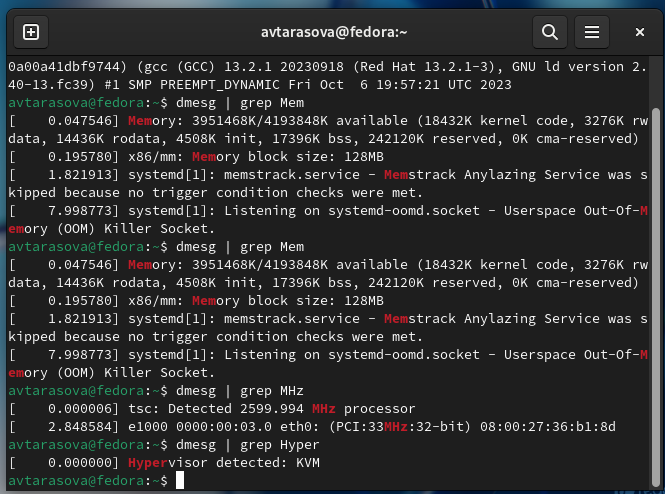 avtarasova@fedora:~
0a00a41dbf9744) (gcc (GCC) 13.2.1 20230918 (Red Hat 13.2.1-3), GNU ld version 2.
40-13.fc39) #1 SMP PREEMPT_DYNAMIC Fri Oct  6 19:57:21 UTC 2023
avtarasova@fedora:~$ dmesg | grep Mem
[    0.047546] Memory: 3951468K/4193848K available (18432K kernel code, 3276K rw
data, 14436K rodata, 4508K init, 17396K bss, 242120K reserved, 0K cma-reserved)
[    0.195780] x86/mm: Memory block size: 128MB
[    1.821913] systemd[1]: memstrack.service - Memstrack Anylazing Service was s
kipped because no trigger condition checks were met.
[    7.998773] systemd[1]: Listening on systemd-oomd.socket - Userspace Out-Of-M
emory (OOM) Killer Socket.
avtarasova@fedora:~$ dmesg | grep Mem
[    0.047546] Memory: 3951468K/4193848K available (18432K kernel code, 3276K rw
data, 14436K rodata, 4508K init, 17396K bss, 242120K reserved, 0K cma-reserved)
[    0.195780] x86/mm: Memory block size: 128MB
[    1.821913] systemd[1]: memstrack.service - Memstrack Anylazing Service was s
kipped because no trigger condition checks were met.
[    7.998773] systemd[1]: Listening on systemd-oomd.socket - Userspace Out-Of-M
emory (OOM) Killer Socket.
avtarasova@fedora:~$ dmesg | grep MHz
[    0.000006] tsc: Detected 2599.994 MHz processor
[    2.848584] e1000 0000:00:03.0 eth0: (PCI:33MHz:32-bit) 08:00:27:36:b1:8d
avtarasova@fedora:~$ dmesg | grep Hyper
[    0.000000] Hypervisor detected: KVM
avtarasova@fedora:~$